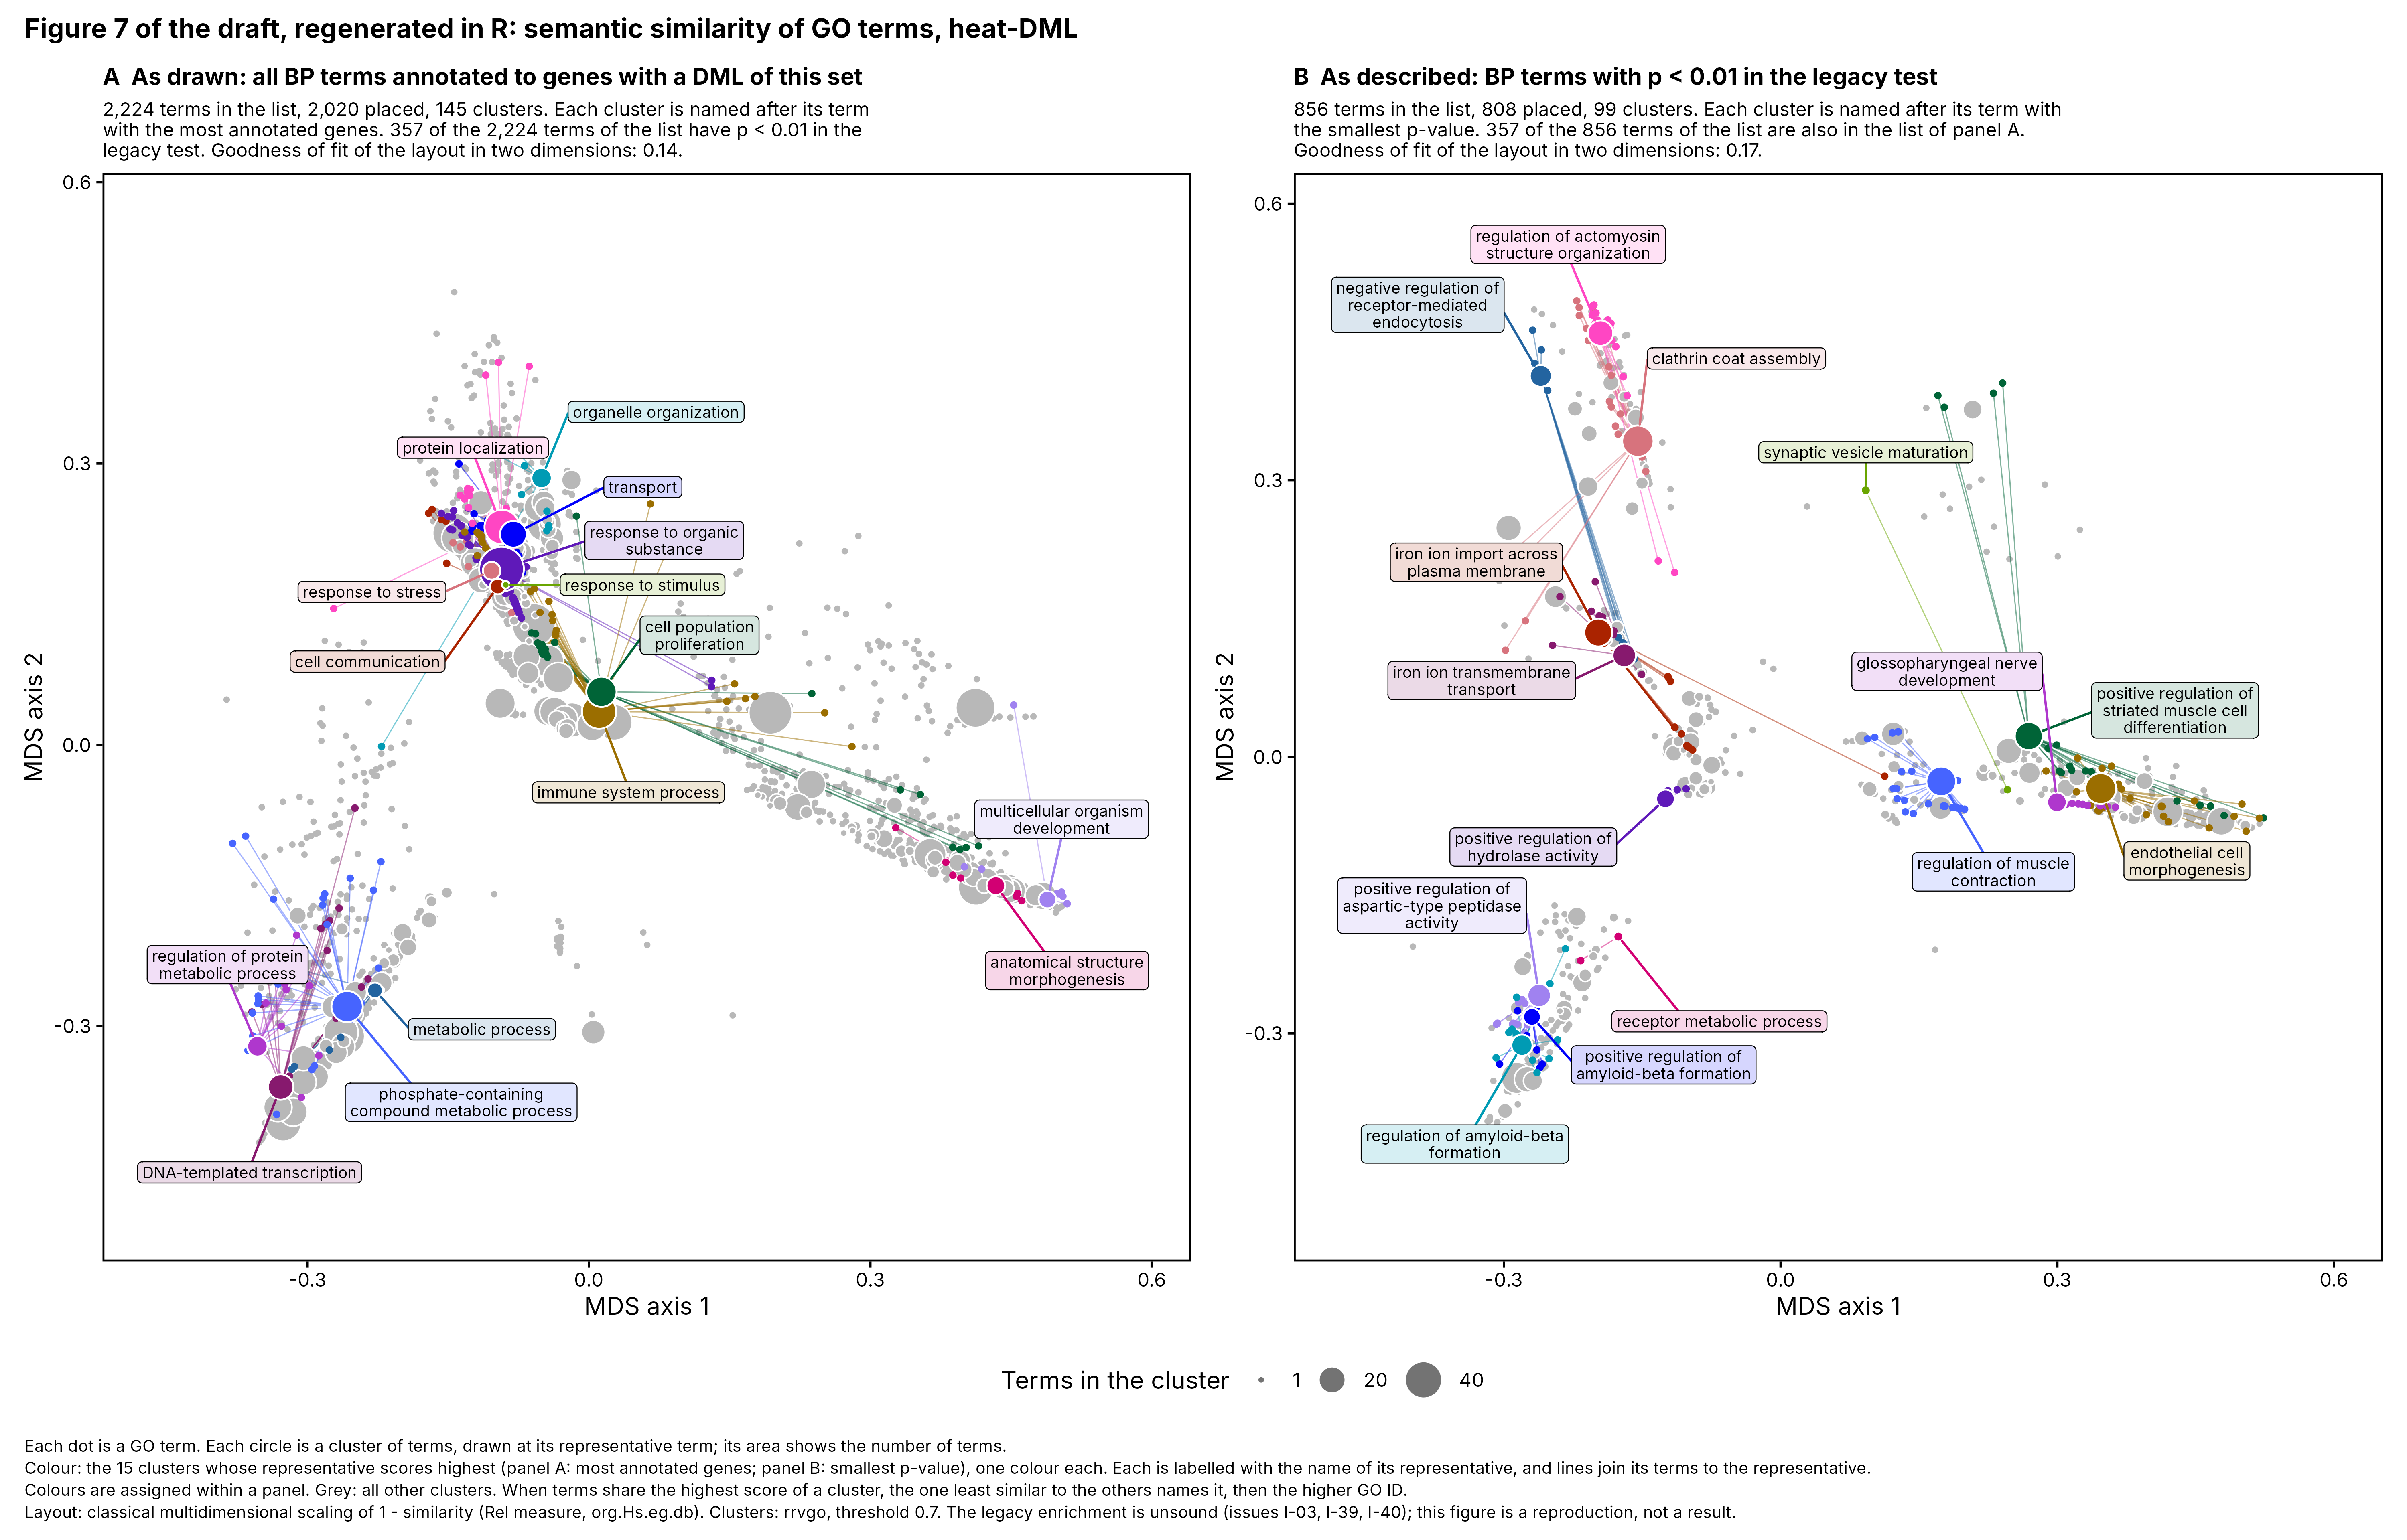 Figure 7 of the draft, regenerated in R: semantic similarity of GO terms, heat-DML
A As drawn: all BP terms annotated to genes with a DML of this set
2,224 terms in the list, 2,020 placed, 145 clusters. Each cluster is named after its term
with the most annotated genes. 357 of the 2,224 terms of the list have p < 0.01 in the
legacy test. Goodness of fit of the layout in two dimensions: 0.14.
0.6
0.3
0.0
-0.3
MDS axis 2
organelle organization
protein localization
transport
response to organic
substance
response to stimulus
response to stress
cell population
proliferation
cell communication
immune system process
multicellular organism
development
regulation of protein
metabolic process
anatomical structure
morphogenesis
metabolic process
phosphate-containing
compound metabolic process
DNA-templated transcription
-0.3
0.0
0.3
0.6
MDS axis 1
B As described: BP terms with p < 0.01 in the legacy test
856 terms in the list, 808 placed, 99 clusters. Each cluster is named after its term with
the smallest p-value. 357 of the 856 terms of the list are also in the list of panel A.
Goodness of fit of the layout in two dimensions: 0.17.
0.6
0.3
0.0
-0.3
MDS axis 2
regulation of actomyosin
structure organization
negative regulation of
receptor-mediated
endocytosis
clathrin coat assembly
synaptic vesicle maturation
iron ion import across
plasma membrane
iron ion transmembrane
transport
glossopharyngeal nerve
development
positive regulation of
striated muscle cell
differentiation
positive regulation of
hydrolase activity
regulation of muscle
contraction
endothelial cell
morphogenesis
positive regulation of
aspartic-type peptidase
activity
receptor metabolic process
positive regulation of
amyloid-beta formation
regulation of amyloid-beta
formation
-0.3
0.0
0.3
0.6
MDS axis 1
Terms in the cluster 1 20 40
Each dot is a GO term. Each circle is a cluster of terms, drawn at its representative term; its area shows the number of terms.
Colour: the 15 clusters whose representative scores highest (panel A: most annotated genes; panel B: smallest p-value), one colour each. Each is labelled with the name of its representative, and lines join its terms to the representative.
Colours are assigned within a panel. Grey: all other clusters. When terms share the highest score of a cluster, the one least similar to the others names it, then the higher GO ID.
Layout: classical multidimensional scaling of 1 - similarity (Rel measure, org.Hs.eg.db). Clusters: rrvgo, threshold 0.7. The legacy enrichment is unsound (issues I-03, I-39, I-40); this figure is a reproduction, not a result.